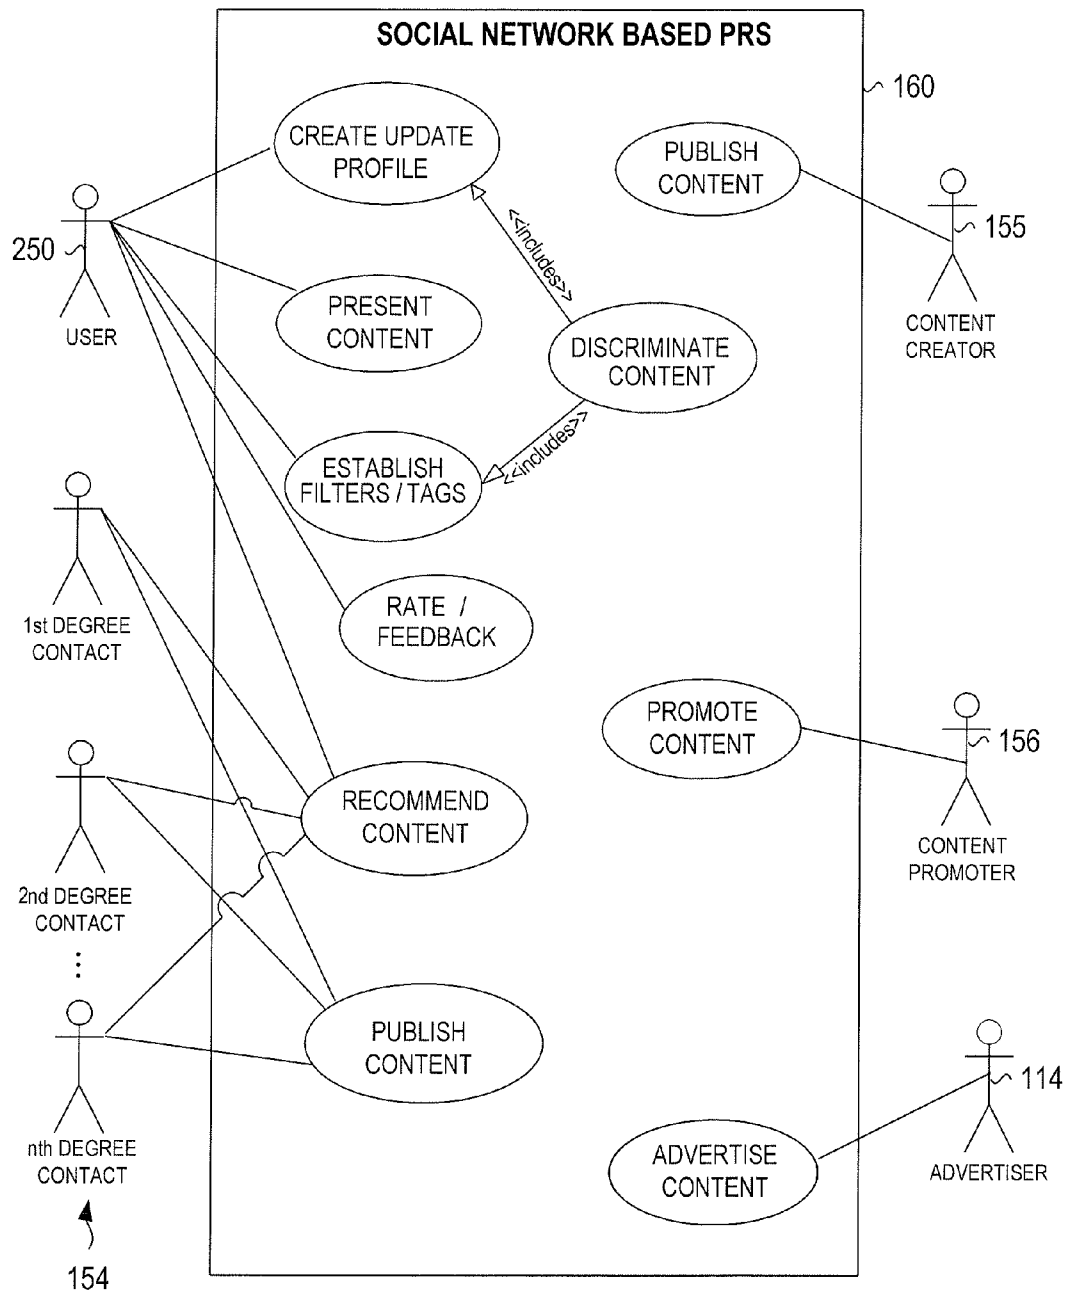 SOCIAL NETWORK BASED PRS
160
CREATE UPDATE
PROFILE
PUBLISH
CONTENT
155
CONTENT
CREATOR
250
USER
<<includes>>
PRESENT
CONTENT
DISCRIMINATE
CONTENT
<<includes>>
ESTABLISH
FILTERS / TAGS
1st DEGREE
CONTACT
RATE /
FEEDBACK
PROMOTE
CONTENT
156
CONTENT
PROMOTER
RECOMMEND
CONTENT
2nd DEGREE
CONTACT
PUBLISH
CONTENT
nth DEGREE
CONTACT
154
114
ADVERTISER
ADVERTISE
CONTENT